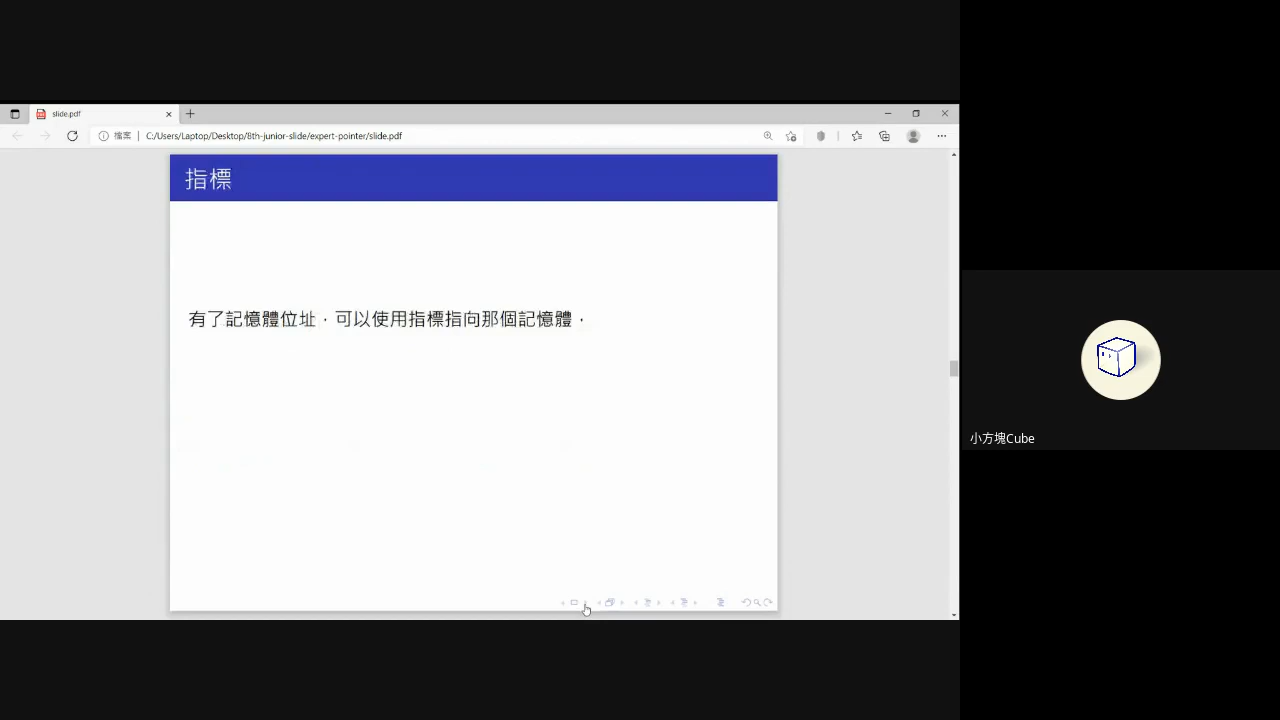 slide.pdf
檔案
C:/Users/Laptop/Desktop/8th-junior-slide/expert-pointer/slide.pdf
指標
有了記憶體位址，可以使用指標指向那個記憶體，
小方塊Cube